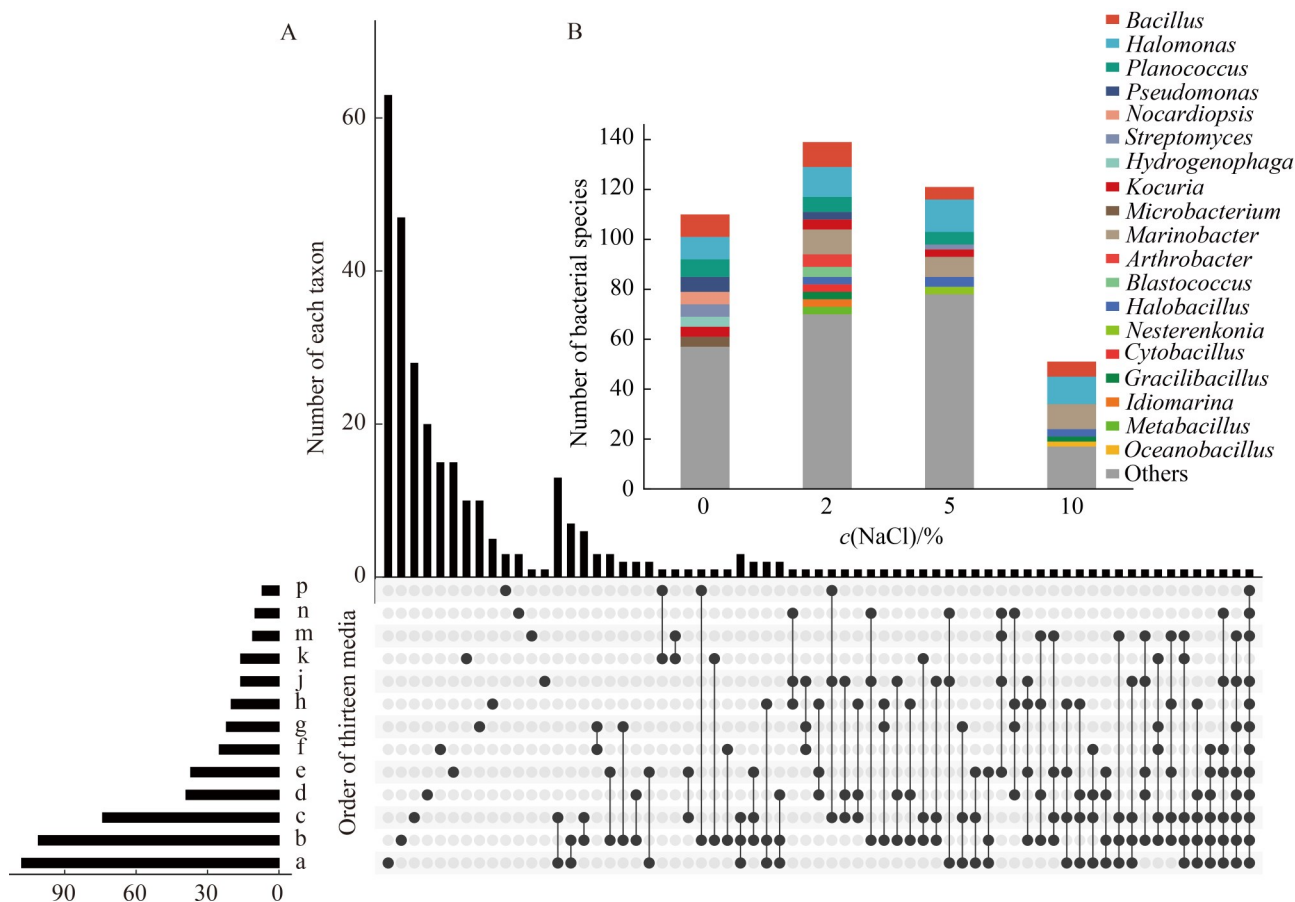 A
B
Number of each taxon
60
40
20
0
Number of bacterial species
140
120
100
80
60
40
20
0
0 2 5 10
c(NaCl)/%
Bacillus
Halomonas
Planococcus
Pseudomonas
Nocardiopsis
Streptomyces
Hydrogenophaga
Kocuria
Microbacterium
Marinobacter
Arthrobacter
Blastococcus
Halobacillus
Nesterenkonia
Cytobacillus
Gracilibacillus
Idiomarina
Metabacillus
Oceanobacillus
Others
Order of thirteen media
p
n
m
k
j
h
g
f
e
d
c
b
a
90 60 30 0